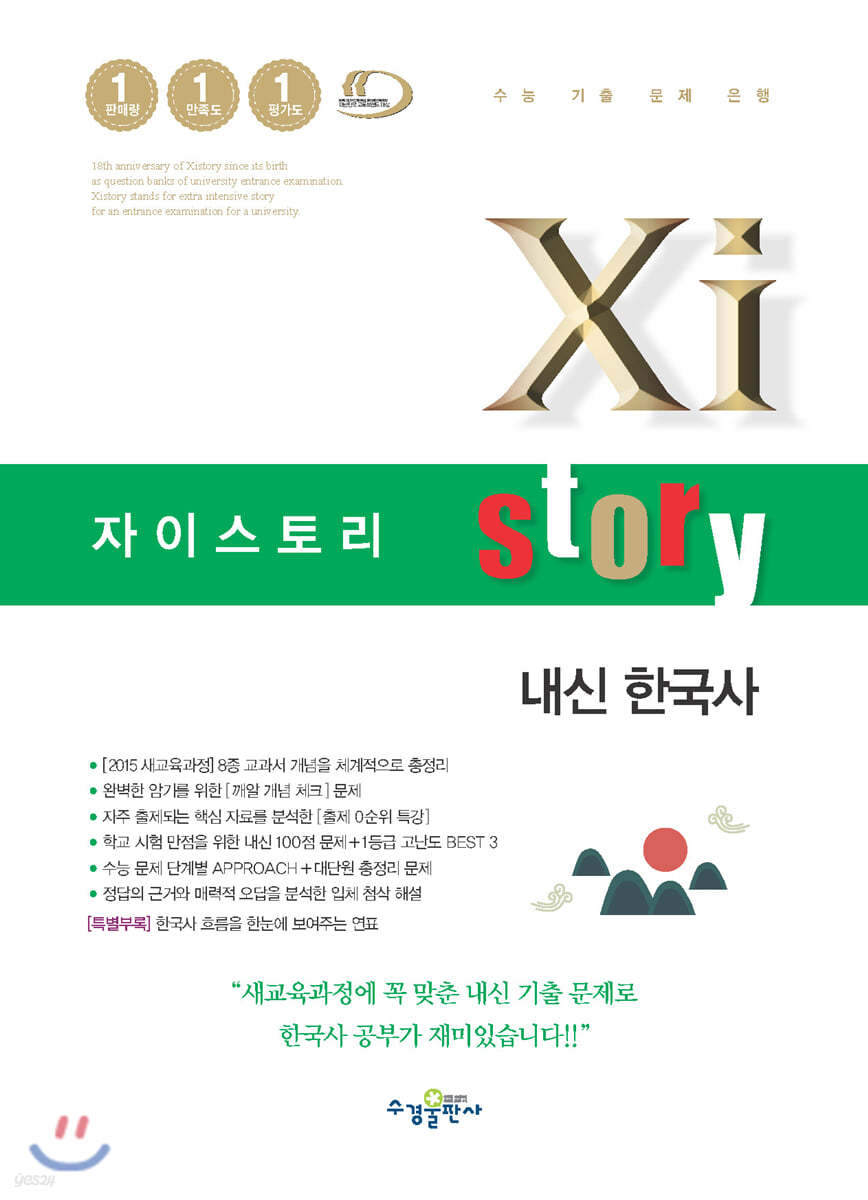 1
판매량
1
만족도
1
평가도
수능 기출 문제 은행
18th anniversary of Xistory since its birth
as question banks of university entrance examination.
Xistory stands for extra intensive story
for an entrance examination for a university.
Xi
자이스토리
story
내신 한국사
• [2015 새교육과정] 8종 교과서 개념을 체계적으로 총정리
• 완벽한 암기를 위한 [깨알 개념 체크] 문제
• 자주 출제되는 핵심 자료를 분석한 [출제 0순위 특강]
• 학교 시험 만점을 위한 내신 100점 문제+1등급 고난도 BEST 3
• 수능 문제 단계별 APPROACH+대단원 총정리 문제
• 정답의 근거와 매력적 오답을 분석한 입체 첨삭 해설
[특별부록] 한국사 흐름을 한눈에 보여주는 연표
“새교육과정에 꼭 맞춘 내신 기출 문제로
한국사 공부가 재미있습니다!!”
수경출판사
yes24